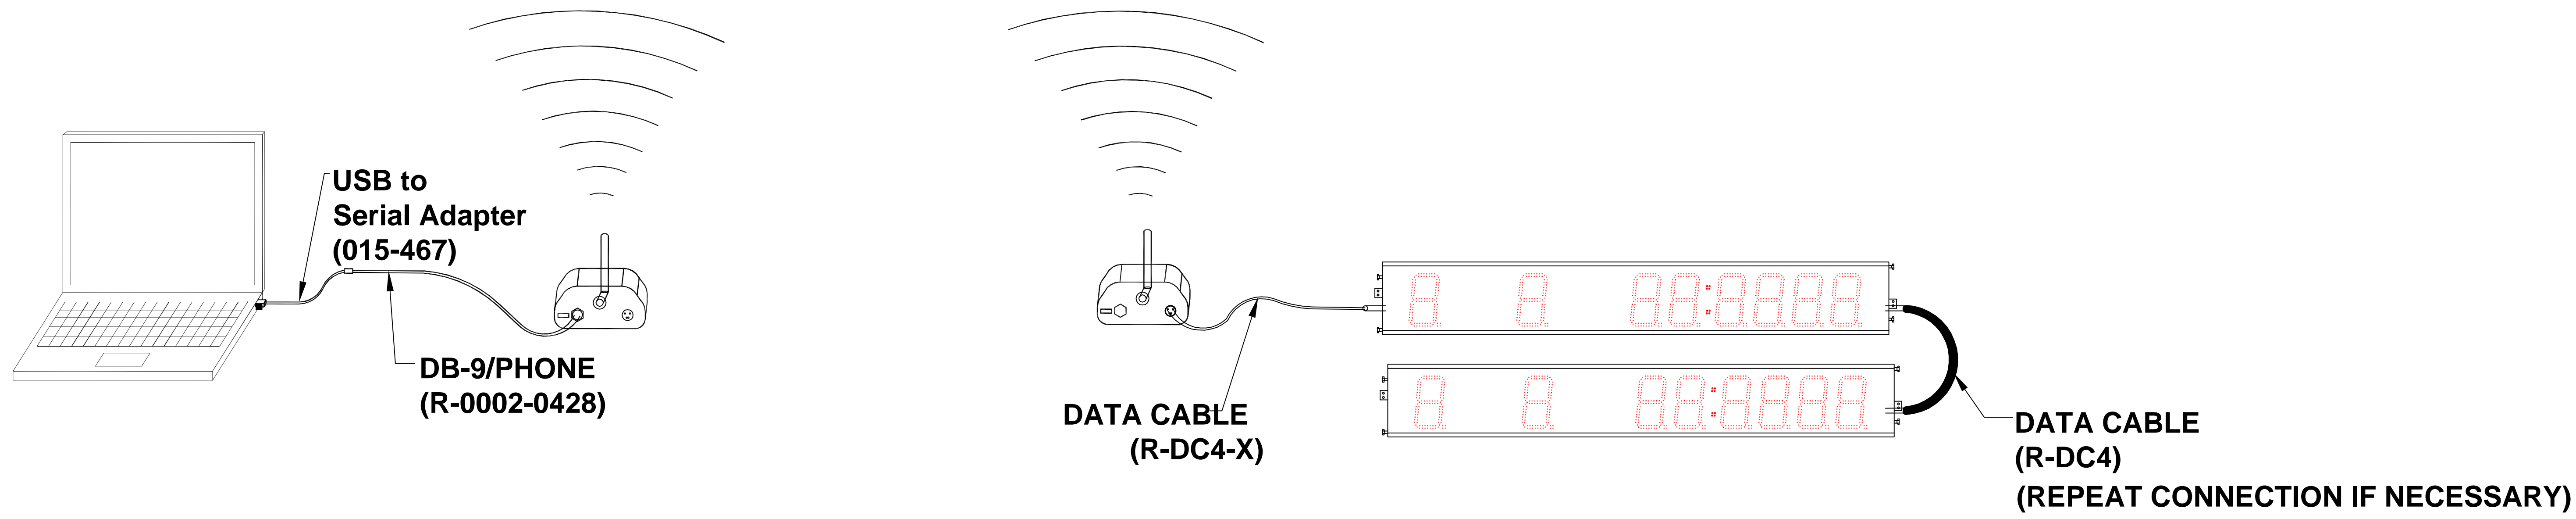 USB to
Serial Adapter
(015-467)
DB-9/PHONE
(R-0002-0428)
DATA CABLE
(R-DC4-X)
DATA CABLE
(R-DC4)
(REPEAT CONNECTION IF NECESSARY)